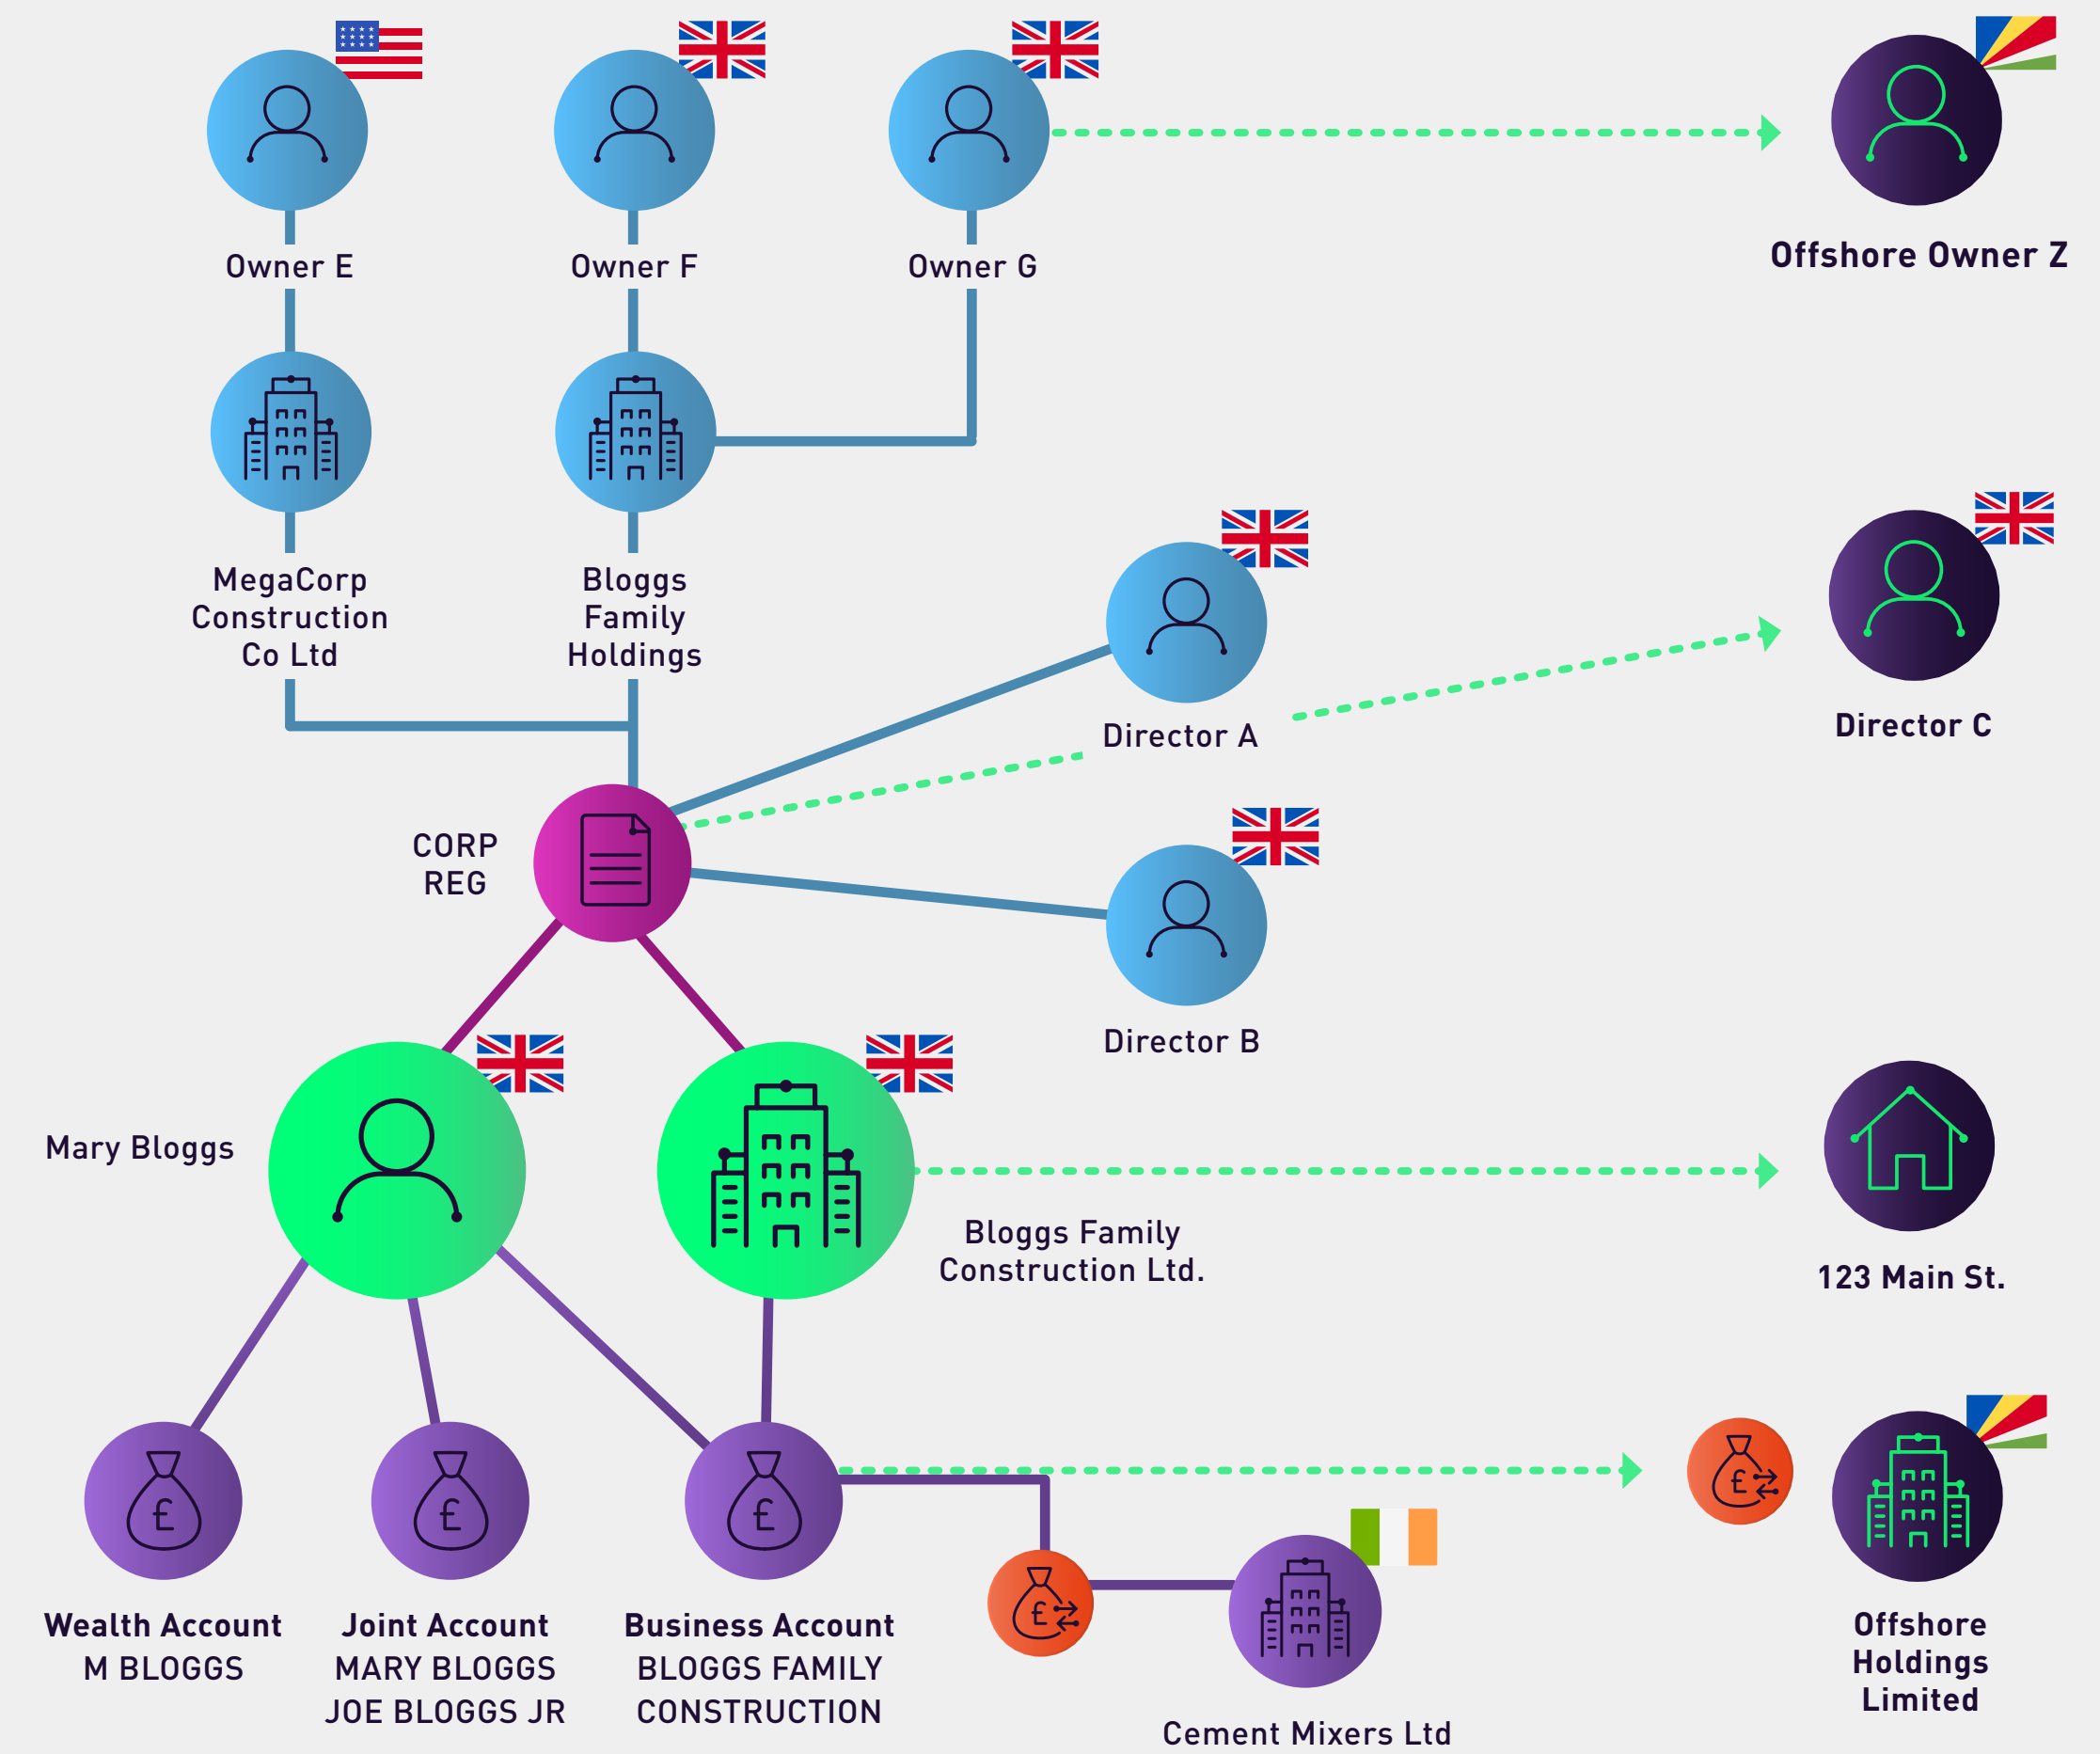 Owner E
Owner F
Owner G
Offshore Owner Z
MegaCorp
Construction
Co Ltd
Bloggs
Family
Holdings
Director A
Director C
CORP
REG
Director B
Mary Bloggs
Bloggs Family
Construction Ltd.
123 Main St.
£
£
£
£
£
Wealth Account
M BLOGGS
Joint Account
MARY BLOGGS
JOE BLOGGS JR
Business Account
BLOGGS FAMILY
CONSTRUCTION
Cement Mixers Ltd
Offshore
Holdings
Limited